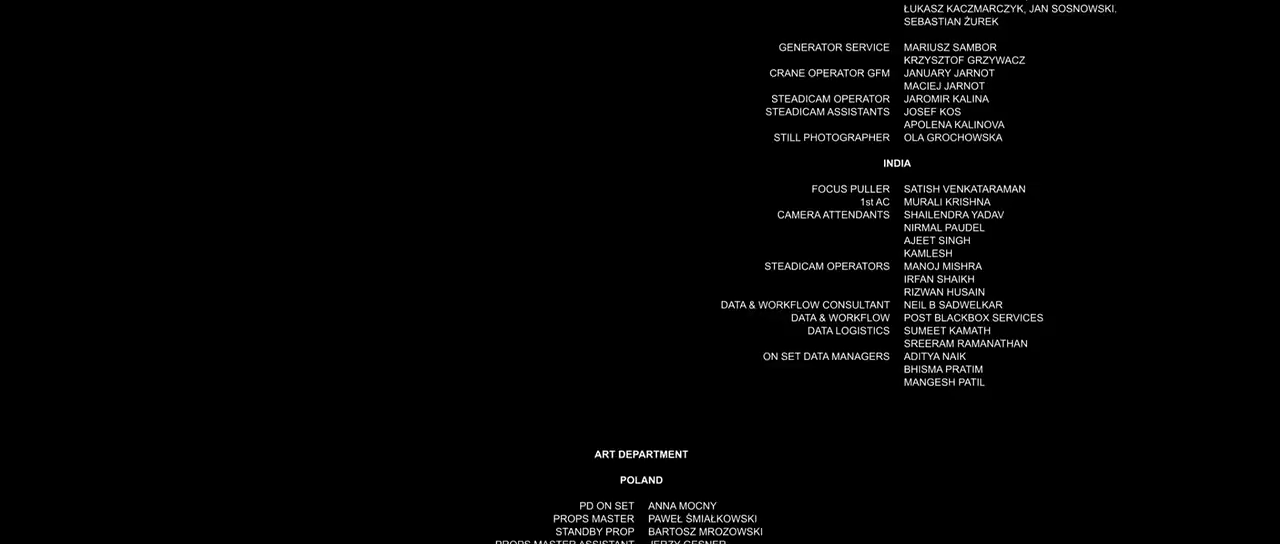 ŁUKASZ KACZMARCZYK, JAN SOSNOWSKI,
SEBASTIAN ŻUREK
GENERATOR SERVICE MARIUSZ SAMBOR
KRZYSZTOF GRZYWACZ
CRANE OPERATOR GFM JANUARY JARNOT
MACIEJ JARNOT
STEADICAM OPERATOR JAROMIR KALINA
STEADICAM ASSISTANTS JOSEF KOS
APOLENA KALINOVA
STILL PHOTOGRAPHER OLA GROCHOWSKA
INDIA
FOCUS PULLER SATISH VENKATARAMAN
1st AC MURALI KRISHNA
CAMERA ATTENDANTS SHAILENDRA YADAV
NIRMAL PAUDEL
AJEET SINGH
KAMLESH
STEADICAM OPERATORS MANOJ MISHRA
IRFAN SHAIKH
RIZWAN HUSAIN
DATA & WORKFLOW CONSULTANT NEIL B SADWELKAR
DATA & WORKFLOW POST BLACKBOX SERVICES
DATA LOGISTICS SUMEET KAMATH
SREERAM RAMANATHAN
ON SET DATA MANAGERS ADITYA NAIK
BHISMA PRATIM
MANGESH PATIL
ART DEPARTMENT
POLAND
PD ON SET ANNA MOCNY
PROPS MASTER PAWEŁ ŚMIAŁKOWSKI
STANDBY PROP BARTOSZ MROZOWSKI
PROPS MASTER ASSISTANT JERZY GESNER